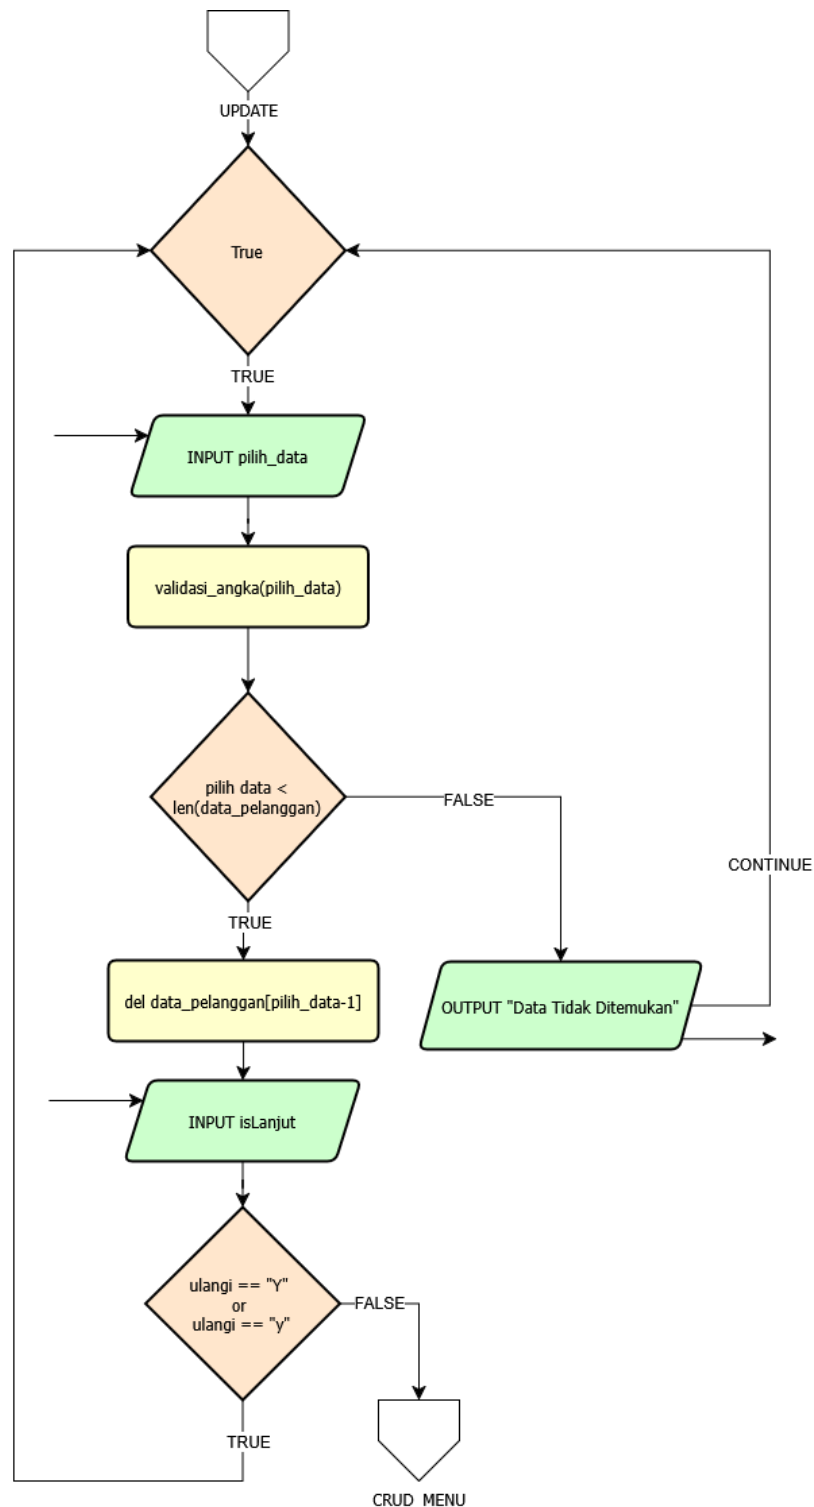 UPDATE
True
TRUE
INPUT pilih_data
validasi_angka(pilih_data)
pilih data <
len(data_pelanggan)
FALSE
CONTINUE
TRUE
del data_pelanggan[pilih_data-1]
OUTPUT "Data Tidak Ditemukan"
INPUT isLanjut
ulangi == "Y"
or
ulangi == "y"
FALSE
TRUE
CRUD MENU